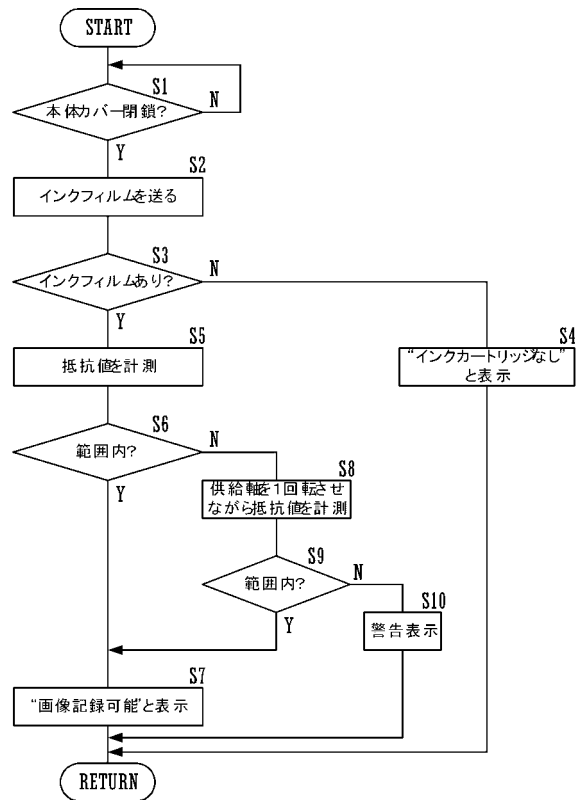 START
S1
本体カバー閉鎖?
N
Y
S2
インクフィルムを送る
S3
インクフィルムあり?
N
Y
S4
“インクカートリッジなし”
と表示
S5
抵抗値を計測
S6
範囲内?
N
Y
S8
供給軸を1回転させ
ながら抵抗値を計測
S9
範囲内?
N
Y
S10
警告表示
S7
“画像記録可能”と表示
RETURN